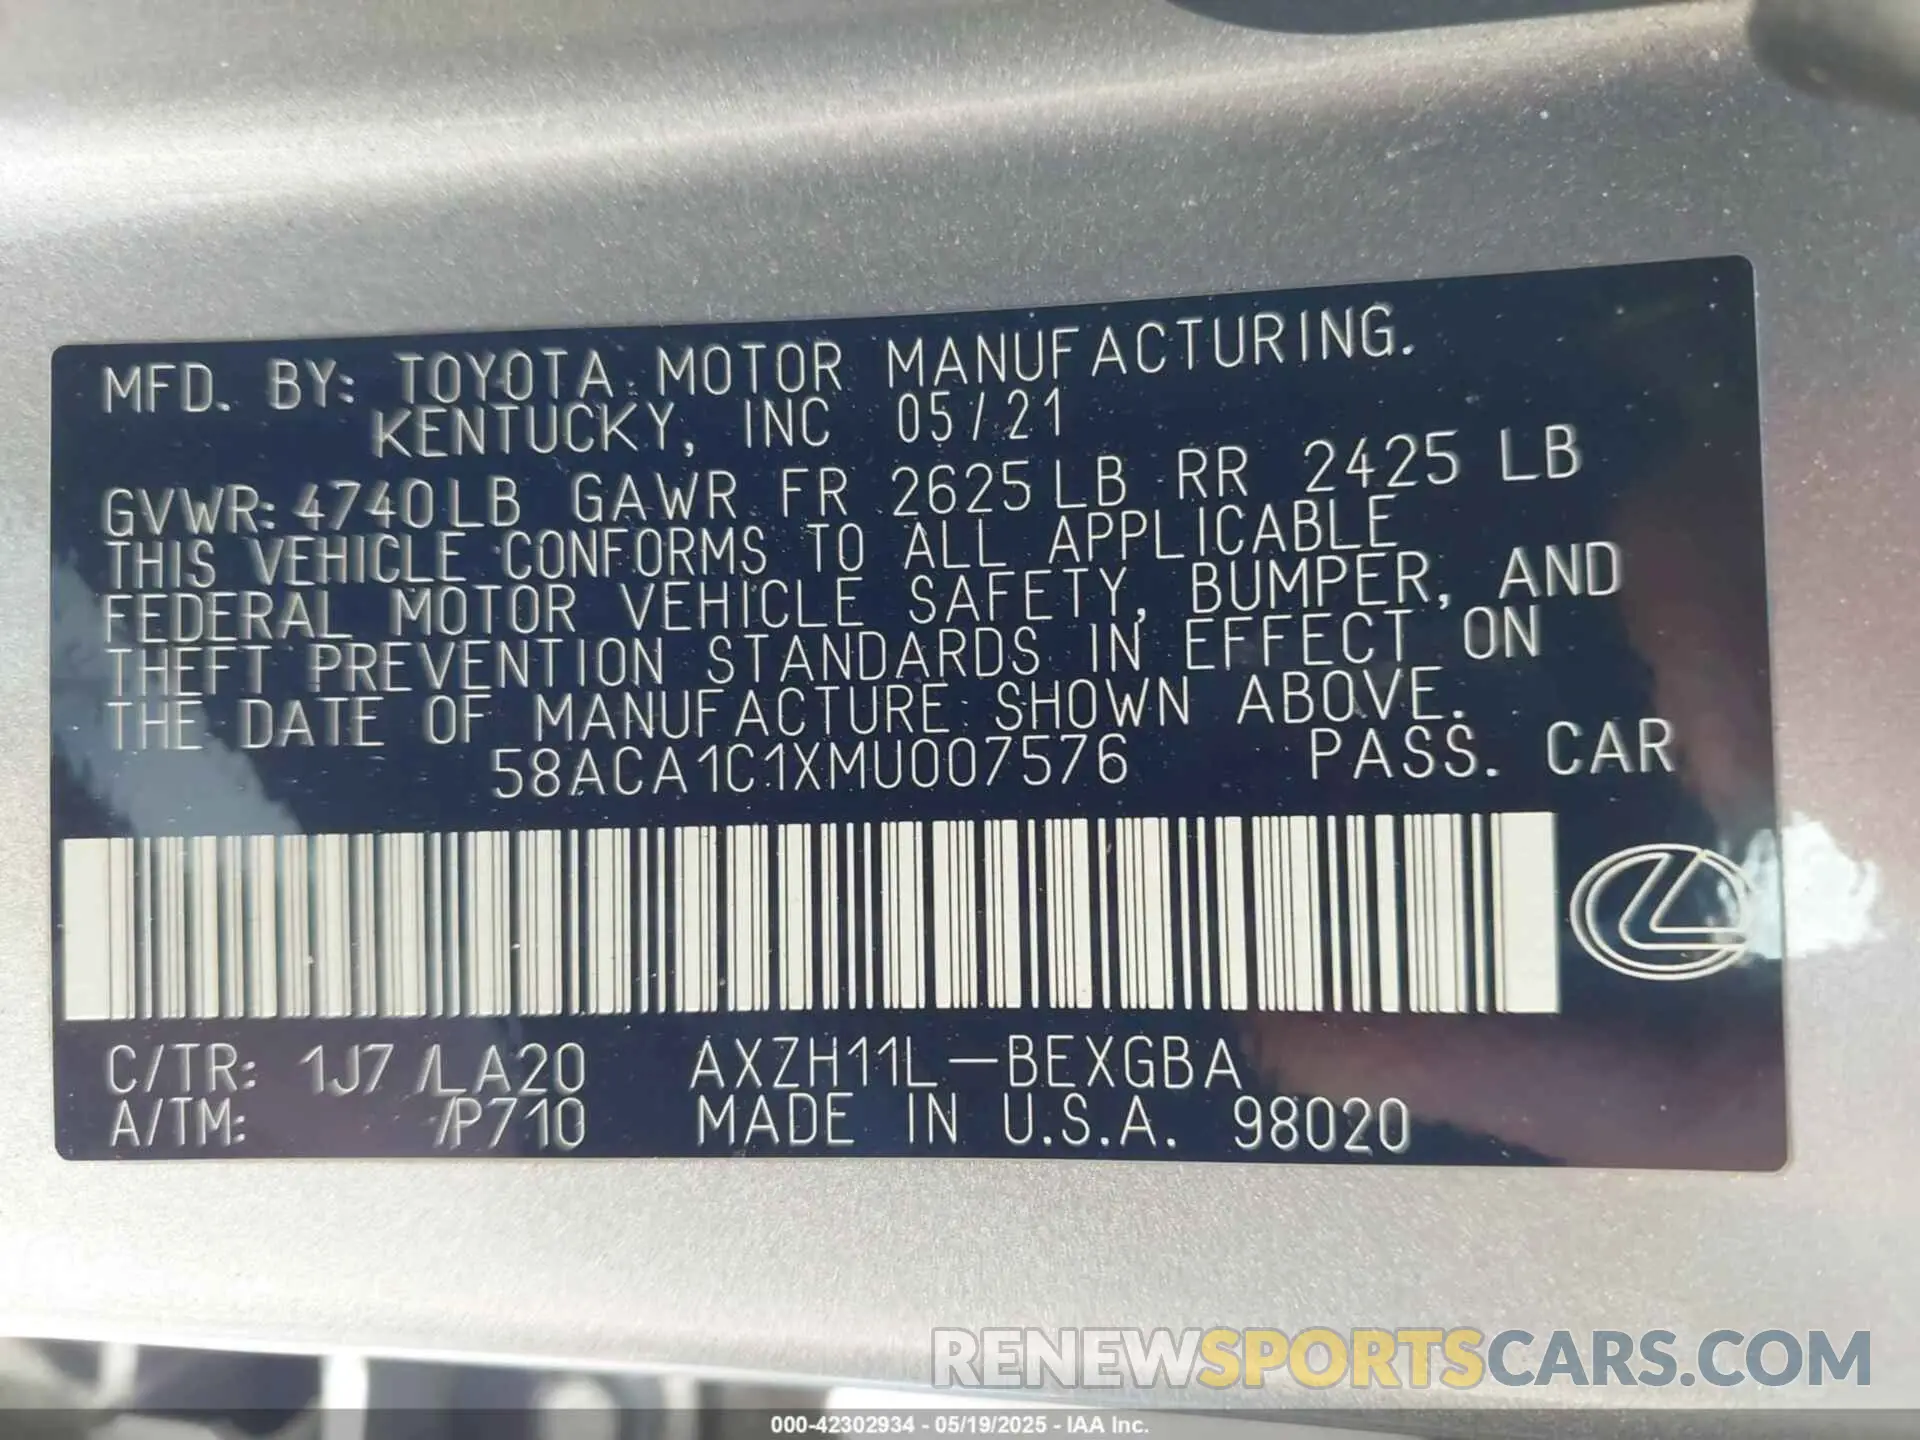 MFD. BY: TOYOTA MOTOR MANUFACTURING.
KENTUCKY, INC 05/21
GVWR: 4740LB GAWR FR 2625LB RR 2425 LB
THIS VEHICLE CONFORMS TO ALL APPLICABLE
FEDERAL MOTOR VEHICLE SAFETY, BUMPER, AND
THEFT PREVENTION STANDARDS IN EFFECT ON
THE DATE OF MANUFACTURE SHOWN ABOVE.
58ACA1C1XMU007576 PASS. CAR
C/TR: 1J7 /LA20 AXZH11L-BEXGBA
A/TM: /P710 MADE IN U.S.A. 98020
RENEWSPORTSCARS.COM
000-42302934 - 05/19/2025 - IAA Inc.